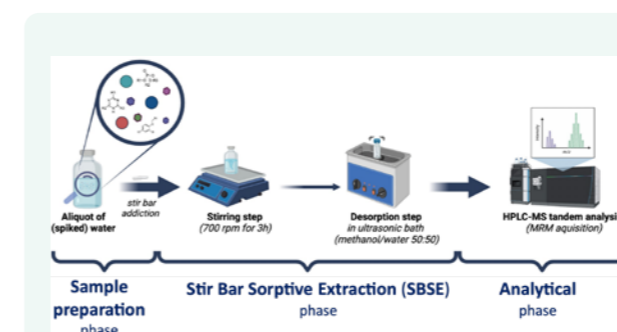 stir bar
addiction
Aliquot of
(spiked) water
Stirring step
(700 rpm for 3h)
Desorption step
in ultrasonic bath
(methanol/water 50:50)
HPLC-MS tandem analysi
(MRM aquisition)
Sample
preparation
phase
Stir Bar Sorptive Extraction (SBSE)
phase
Analytical
phase